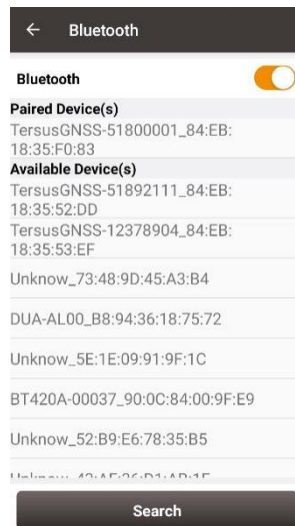 Bluetooth
Bluetooth
Paired Device(s)
TersusGNSS-51800001_84:EB:
18:35:F0:83
Available Device(s)
TersusGNSS-51892111_84:EB:
18:35:52:DD
TersusGNSS-12378904_84:EB:
18:35:53:EF
Unknow_73:48:9D:45:A3:B4
DUA-AL00_B8:94:36:18:75:72
Unknow_5E:1E:09:91:9F:1C
BT420A-00037_90:0C:84:00:9F:E9
Unknow_52:B9:E6:78:35:B5
Search